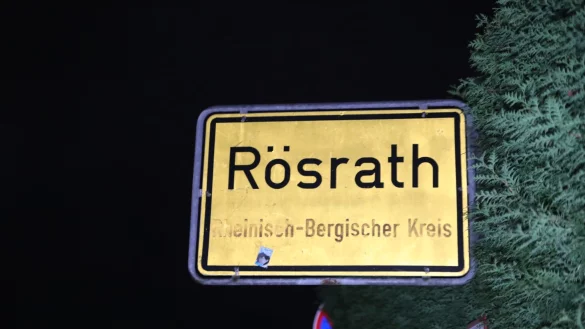 Rösrath
Rheinisch-Bergischer Kreis